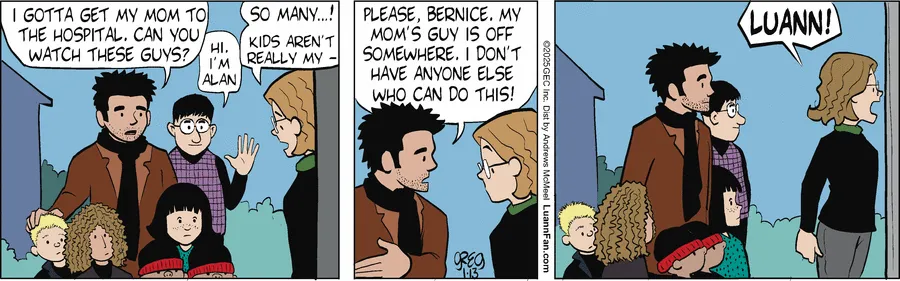 I GOTTA GET MY MOM TO
THE HOSPITAL. CAN YOU
WATCH THESE GUYS?
HI.
I'M
ALAN
SO MANY...!
KIDS AREN'T
REALLY MY –
PLEASE, BERNICE. MY
MOM'S GUY IS OFF
SOMEWHERE. I DON'T
HAVE ANYONE ELSE
WHO CAN DO THIS!
GREG
1·13
©2025 GEC Inc. Dist by Andrews McMeel LuannFan.com
LUANN!